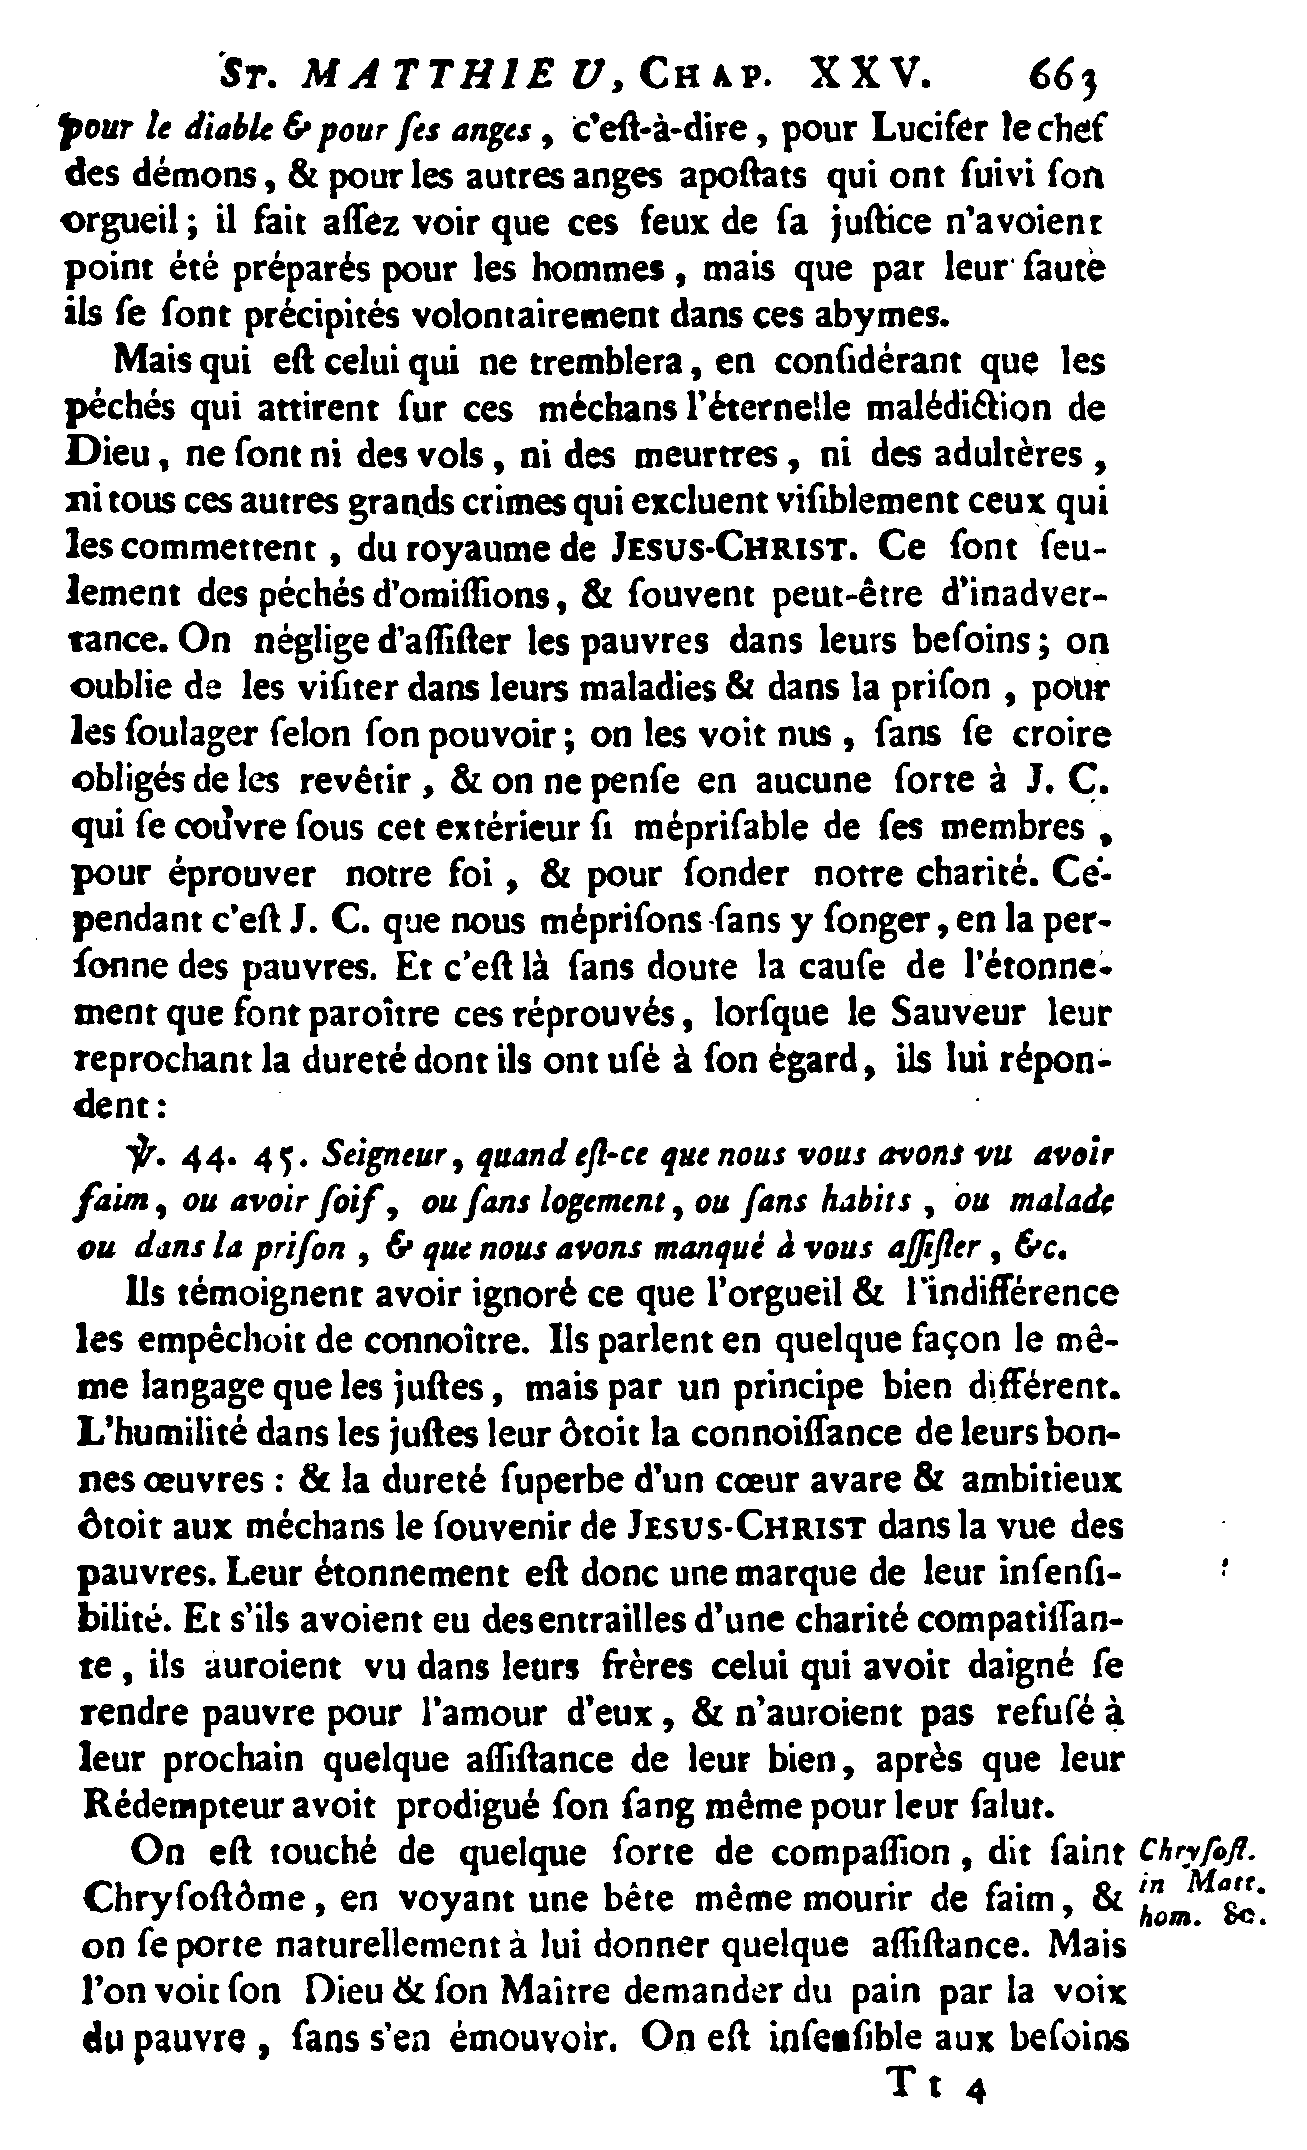 St. MATTHIEU, Chap. XXV. 663
pour le diable & pour ſes anges, c'eſt-à-dire, pour Lucifer le chef
des démons, & pour les autres anges apoſtats qui ont ſuivi ſon
orgueil; il fait aſſez voir que ces feux de ſa juſtice n'avoient
point été préparés pour les hommes, mais que par leur faute
ils ſe ſont précipités volontairement dans ces abymes.
Mais qui eſt celui qui ne tremblera, en conſidérant que les
péchés qui attirent ſur ces méchans l'éternelle malédiction de
Dieu, ne ſont ni des vols, ni des meurtres, ni des adultères,
ni tous ces autres grands crimes qui excluent viſiblement ceux qui
les commettent, du royaume de JESUS-CHRIST. Ce ſont ſeu-
lement des péchés d'omiſſions, & ſouvent peut-être d'inadver-
tance. On néglige d'aſſiſter les pauvres dans leurs beſoins; on
oublie de les viſiter dans leurs maladies & dans la priſon, pour
les ſoulager ſelon ſon pouvoir; on les voit nus, ſans ſe croire
obligés de les revêtir, & on ne penſe en aucune ſorte à J. C.
qui ſe couvre ſous cet extérieur ſi mépriſable de ſes membres,
pour éprouver notre foi, & pour ſonder notre charité. Ce-
pendant c'eſt J. C. que nous mépriſons ſans y ſonger, en la per-
ſonne des pauvres. Et c'eſt là ſans doute la cauſe de l'étonne-
ment que font paroître ces réprouvés, lorſque le Sauveur leur
reprochant la dureté dont ils ont uſé à ſon égard, ils lui répon-
dent:
℣. 44. 45. Seigneur, quand eſt-ce que nous vous avons vu avoir
faim, ou avoir ſoif, ou ſans logement, ou ſans habits, ou malade
ou dans la priſon, & que nous avons manqué à vous aſſiſter, &c.
Ils témoignent avoir ignoré ce que l'orgueil & l'indifférence
les empêchoit de connoître. Ils parlent en quelque façon le mê-
me langage que les juſtes, mais par un principe bien différent.
L'humilité dans les juſtes leur ôtoit la connoiſſance de leurs bon-
nes œuvres: & la dureté ſuperbe d'un cœur avare & ambitieux
ôtoit aux méchans le ſouvenir de JESUS-CHRIST dans la vue des
pauvres. Leur étonnement eſt donc une marque de leur inſenſi-
bilité. Et s'ils avoient eu des entrailles d'une charité compatiſſan-
te, ils auroient vu dans leurs frères celui qui avoit daigné ſe
rendre pauvre pour l'amour d'eux, & n'auroient pas refuſé à
leur prochain quelque aſſiſtance de leur bien, après que leur
Rédempteur avoit prodigué ſon ſang même pour leur ſalut.
On eſt touché de quelque ſorte de compaſſion, dit ſaint
Chryſoſtôme, en voyant une bête même mourir de faim, &
on ſe porte naturellement à lui donner quelque aſſiſtance. Mais
l'on voit ſon Dieu & ſon Maître demander du pain par la voix
du pauvre, ſans s'en émouvoir. On eſt inſenſible aux beſoins
Chryſoſt.
in Matt.
hom. &c.
Tt 4